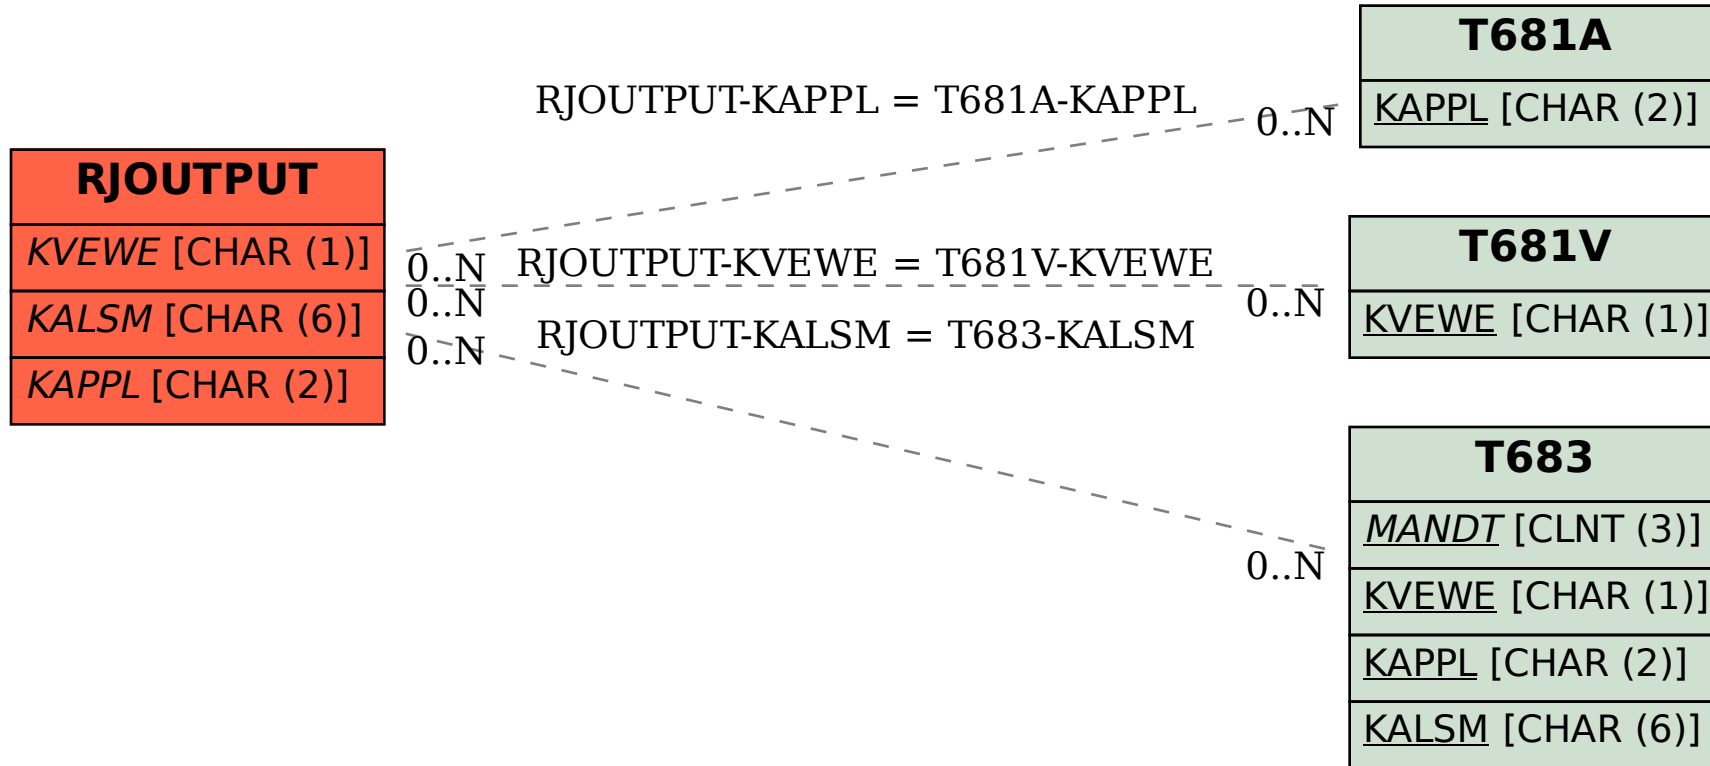 RJOUTPUT
KVEWE [CHAR (1)]
KALSM [CHAR (6)]
KAPPL [CHAR (2)]
RJOUTPUT-KAPPL = T681A-KAPPL
0..N
0..N
RJOUTPUT-KVEWE = T681V-KVEWE
0..N
0..N
RJOUTPUT-KALSM = T683-KALSM
0..N
0..N
T681A
KAPPL [CHAR (2)]
T681V
KVEWE [CHAR (1)]
T683
MANDT [CLNT (3)]
KVEWE [CHAR (1)]
KAPPL [CHAR (2)]
KALSM [CHAR (6)]